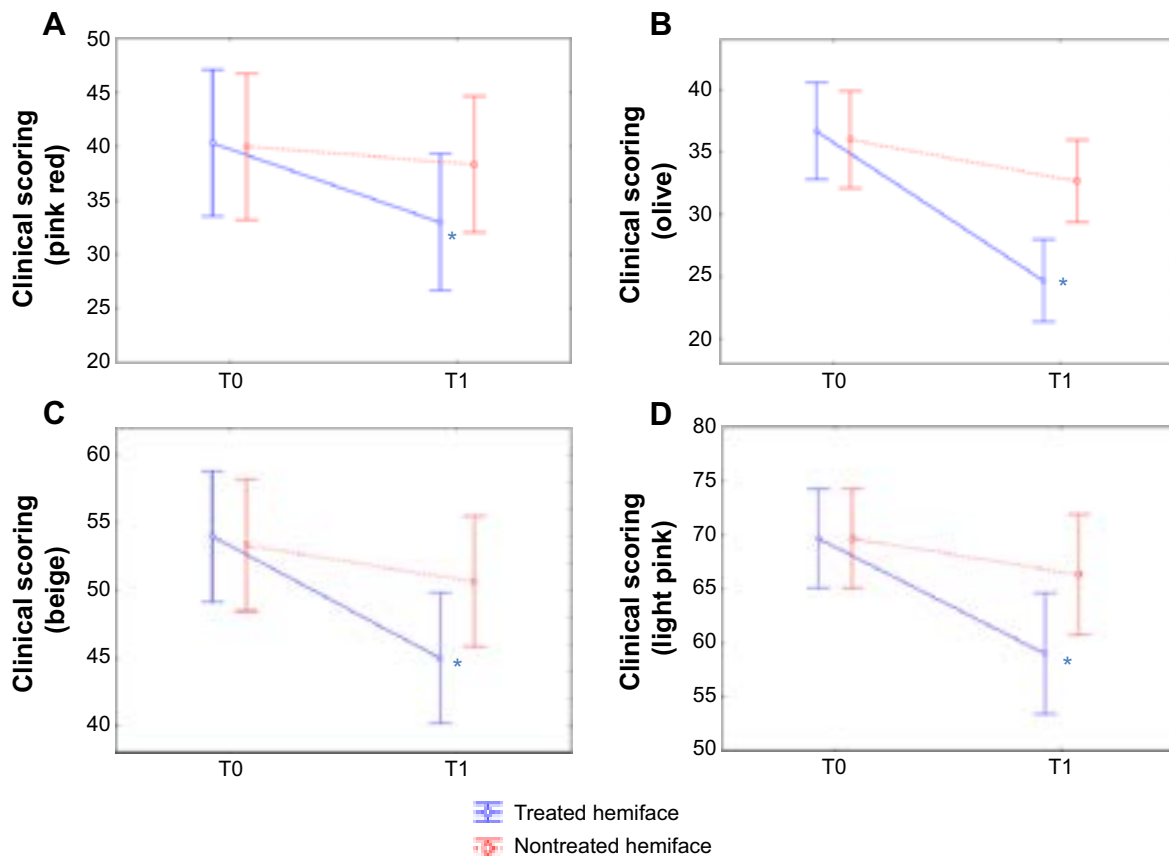 A
Clinical scoring
(pink red)
50
45
40
35
30
25
20
T0 T1
*
B
Clinical scoring
(olive)
40
35
30
25
20
T0 T1
*
C
Clinical scoring
(beige)
60
55
50
45
40
T0 T1
*
D
Clinical scoring
(light pink)
80
75
70
65
60
55
50
T0 T1
*
Treated hemiface
Nontreated hemiface